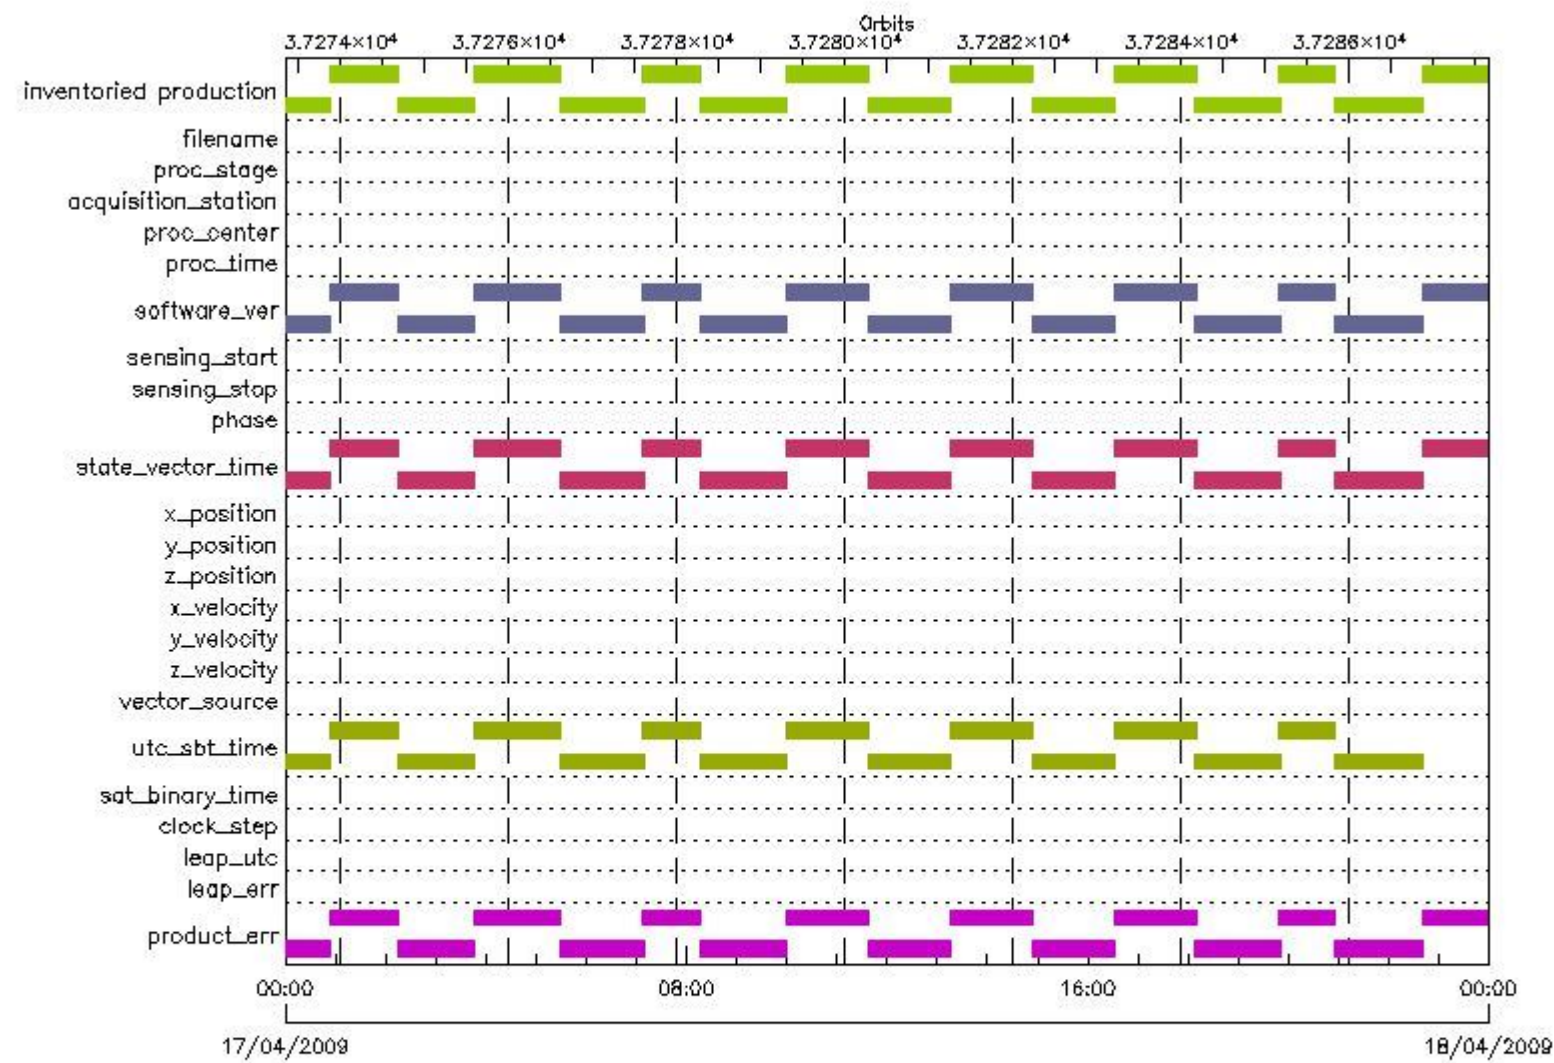 Orbits
3.7274×10⁴ 3.7276×10⁴ 3.7278×10⁴ 3.7280×10⁴ 3.7282×10⁴ 3.7284×10⁴ 3.7286×10⁴
inventoried production
filename
proc_stage
acquisition_station
proc_center
proc_time
software_ver
sensing_start
sensing_stop
phase
state_vector_time
x_position
y_position
z_position
x_velocity
y_velocity
z_velocity
vector_source
utc_sbt_time
sat_binary_time
clock_step
leap_utc
leap_err
product_err
00:00 08:00 16:00 00:00
17/04/2009 18/04/2009